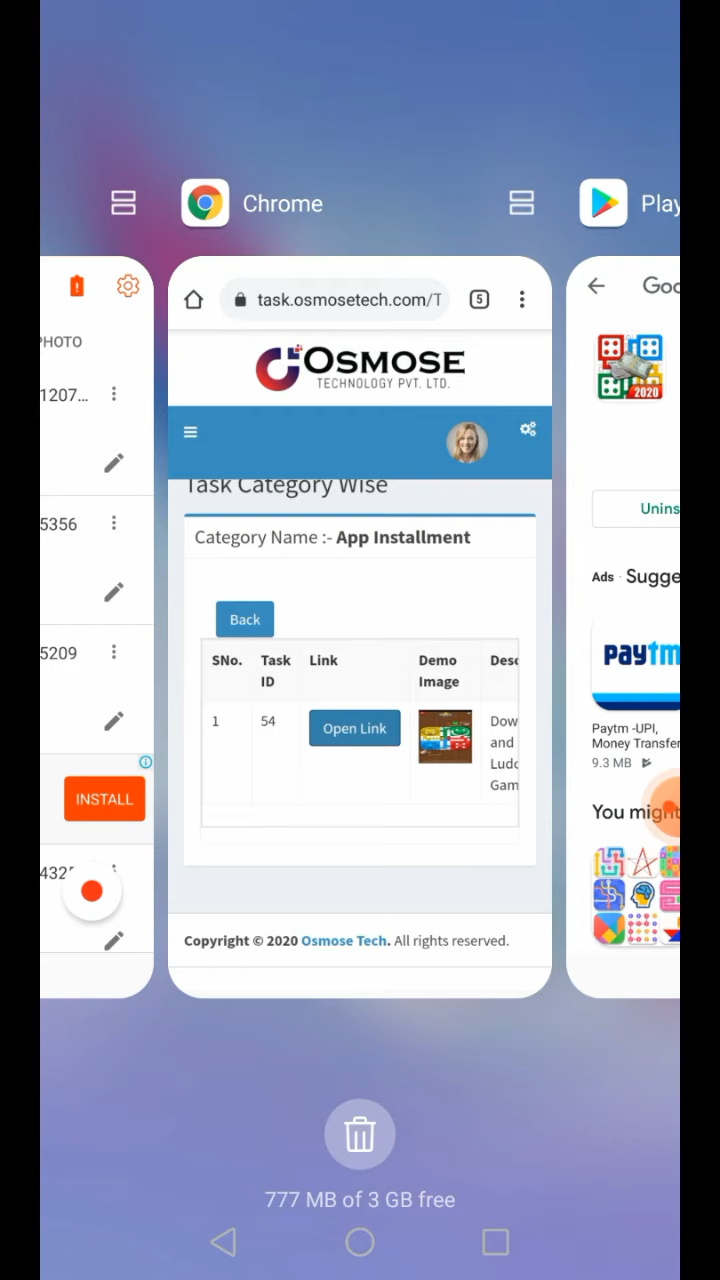 Chrome
Play
PHOTO
1207...
5356
5209
INSTALL
432
task.osmosetech.com/T
5
OSMOSE
TECHNOLOGY PVT. LTD.
Task Category Wise
Category Name :- App Installment
Back
SNo. Task ID Link Demo Image Desc
1 54 Open Link Dow
and
Ludo
Gam
Copyright © 2020 Osmose Tech. All rights reserved.
Goo
2020
Unins
Ads · Sugge
paytm
Paytm -UPI,
Money Transfer
9.3 MB
You might
777 MB of 3 GB free